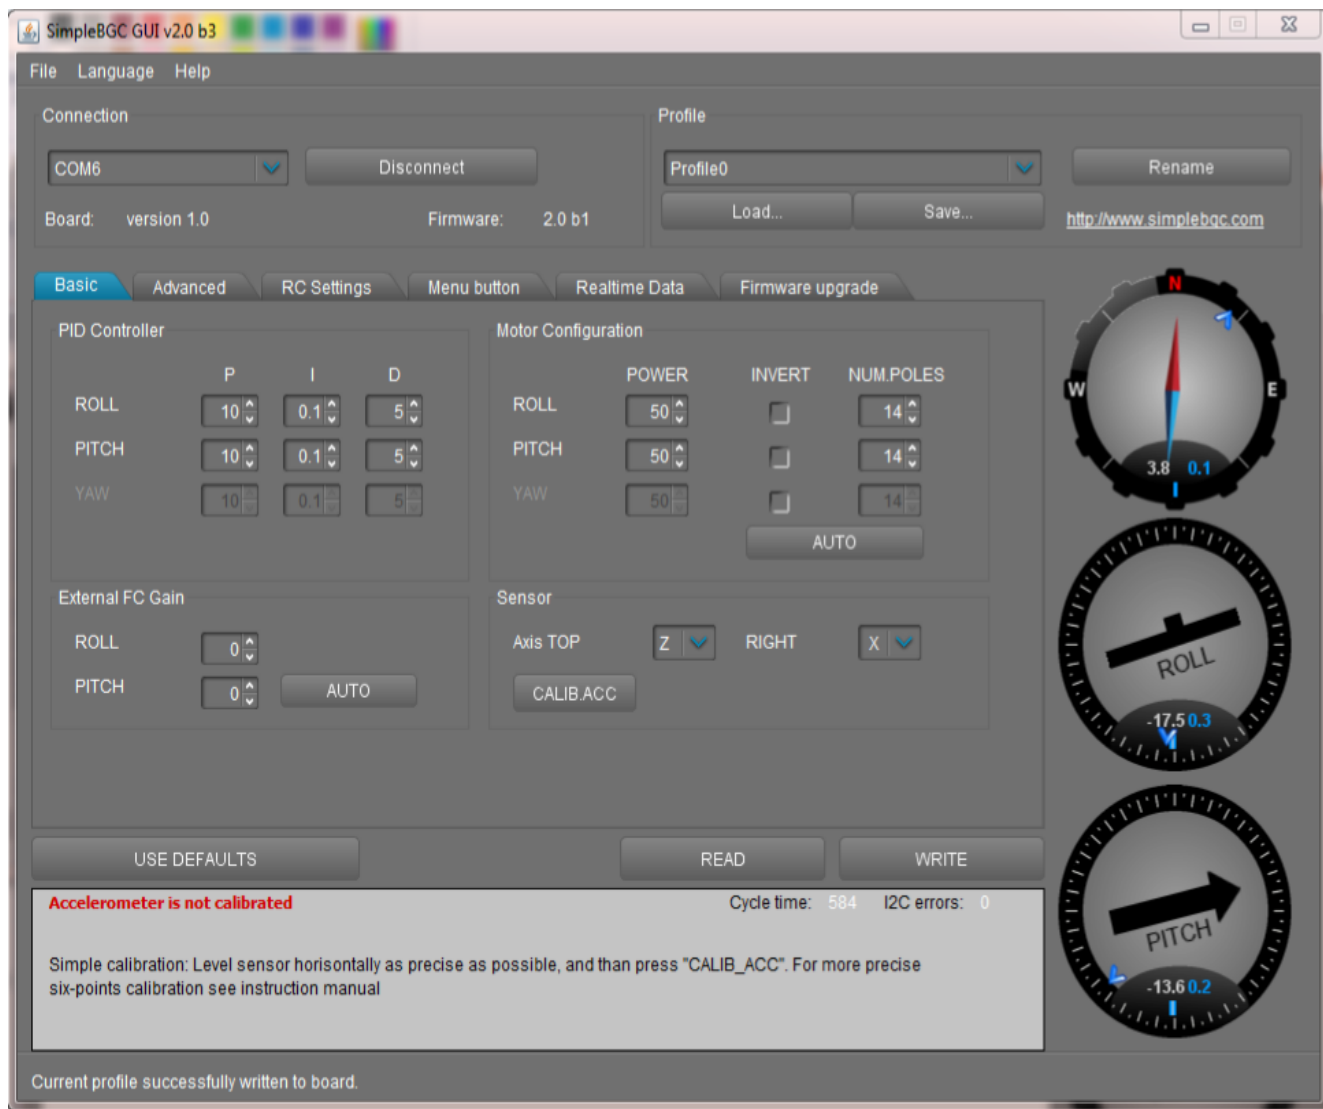 SimpleBGC GUI v2.0 b3
File Language Help
Connection
COM6 Disconnect
Board: version 1.0 Firmware: 2.0 b1
Profile
Profile0 Rename
Load... Save... http://www.simplebgc.com
Basic Advanced RC Settings Menu button Realtime Data Firmware upgrade
PID Controller
P I D
ROLL 10 0.1 5
PITCH 10 0.1 5
YAW 10 0.1 5
Motor Configuration
POWER INVERT NUM.POLES
ROLL 50 14
PITCH 50 14
YAW 50 14
AUTO
External FC Gain
ROLL 0
PITCH 0 AUTO
Sensor
Axis TOP Z RIGHT X
CALIB.ACC
N
W E
3.8 0.1
ROLL
-17.5 0.3
PITCH
-13.6 0.2
USE DEFAULTS READ WRITE
Accelerometer is not calibrated Cycle time: 584 I2C errors: 0
Simple calibration: Level sensor horisontally as precise as possible, and than press "CALIB_ACC". For more precise
six-points calibration see instruction manual
Current profile successfully written to board.